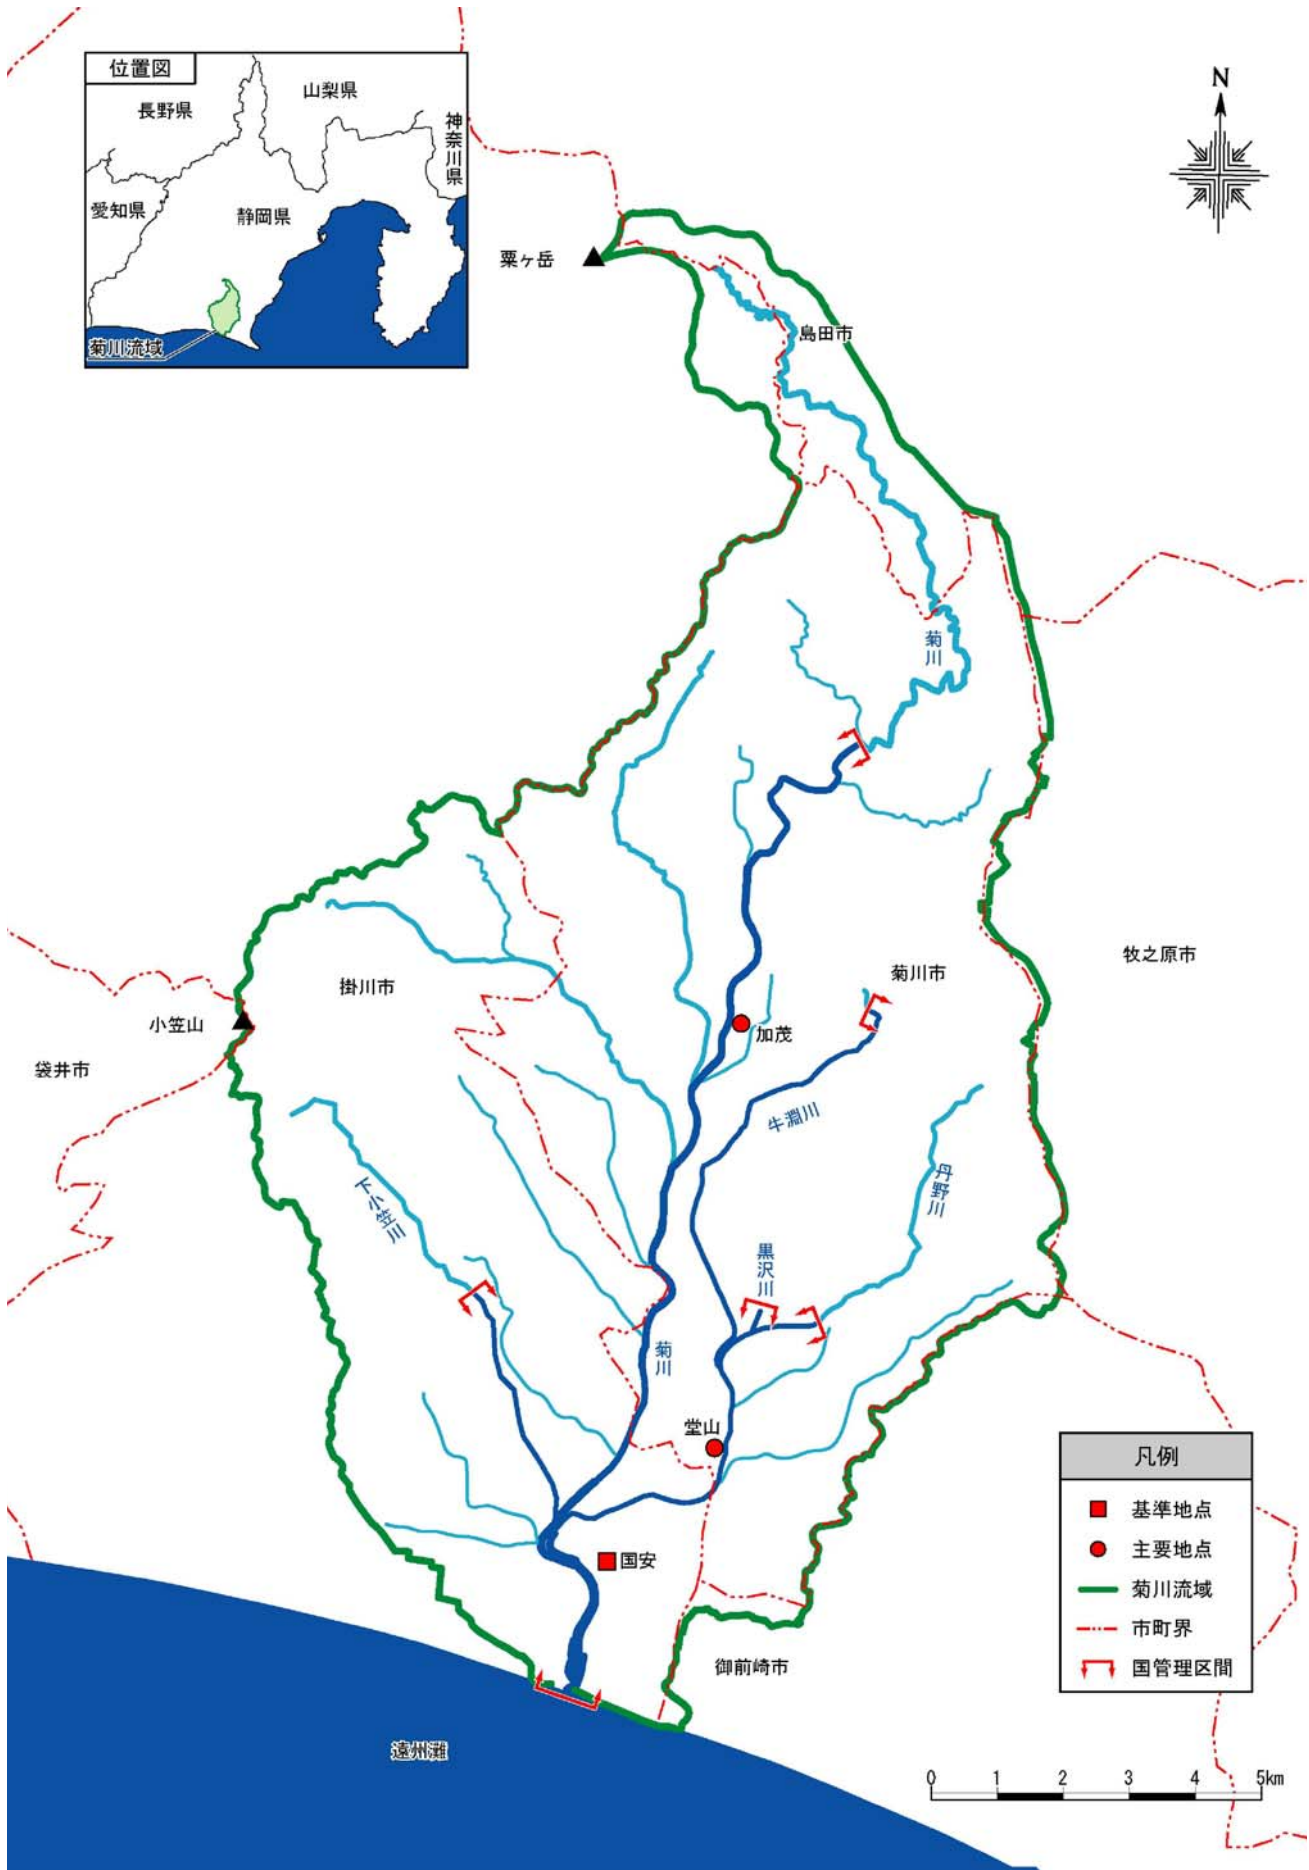 位置図
長野県
山梨県
神奈川県
愛知県
静岡県
菊川流域
N
粟ヶ岳
島田市
菊川
牧之原市
菊川市
掛川市
小笠山
袋井市
加茂
牛淵川
丹野川
下小笠川
黒沢川
菊川
堂山
国安
御前崎市
遠州灘
凡例
基準地点
主要地点
菊川流域
市町界
国管理区間
0 1 2 3 4 5km